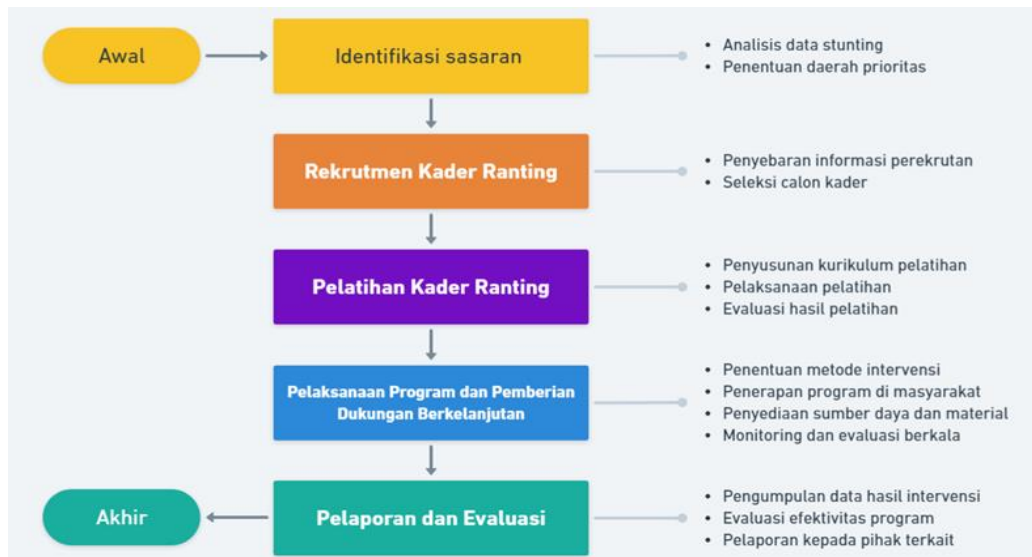 Awal
Identifikasi sasaran
• Analisis data stunting
• Penentuan daerah prioritas
Rekrutmen Kader Ranting
• Penyebaran informasi perekrutan
• Seleksi calon kader
Pelatihan Kader Ranting
• Penyusunan kurikulum pelatihan
• Pelaksanaan pelatihan
• Evaluasi hasil pelatihan
Pelaksanaan Program dan Pemberian
Dukungan Berkelanjutan
• Penentuan metode intervensi
• Penerapan program di masyarakat
• Penyediaan sumber daya dan material
• Monitoring dan evaluasi berkala
Akhir
Pelaporan dan Evaluasi
• Pengumpulan data hasil intervensi
• Evaluasi efektivitas program
• Pelaporan kepada pihak terkait